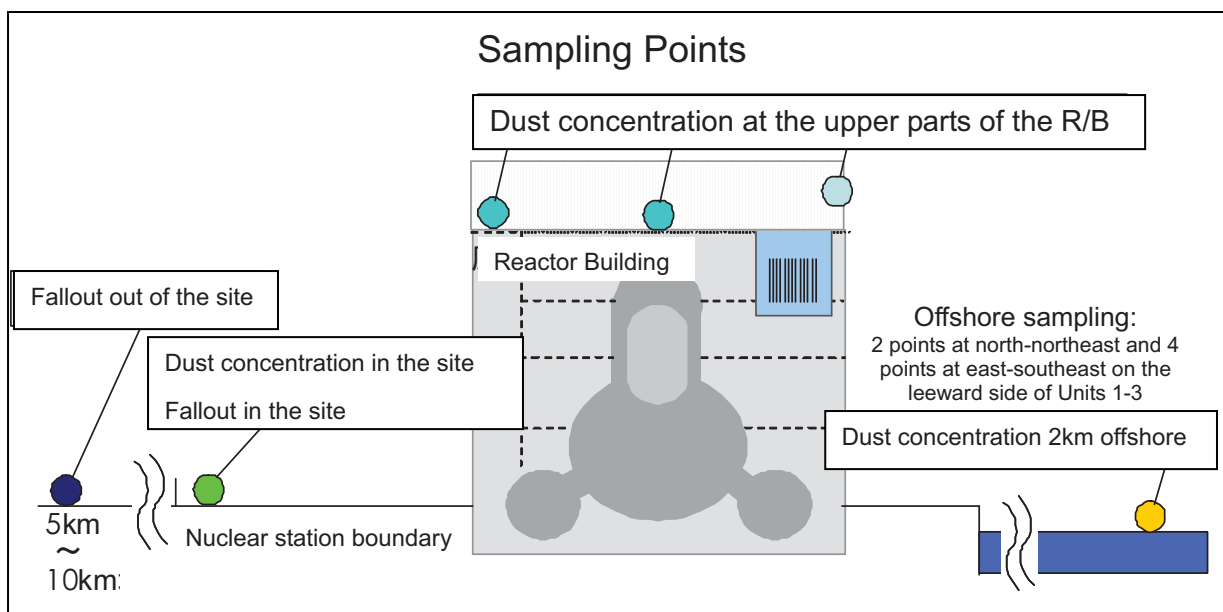 Sampling Points
Dust concentration at the upper parts of the R/B
Reactor Building
Fallout out of the site
Dust concentration in the site
Fallout in the site
Offshore sampling:
2 points at north-northeast and 4
points at east-southeast on the
leeward side of Units 1-3
Dust concentration 2km offshore
5km
~
10km
Nuclear station boundary